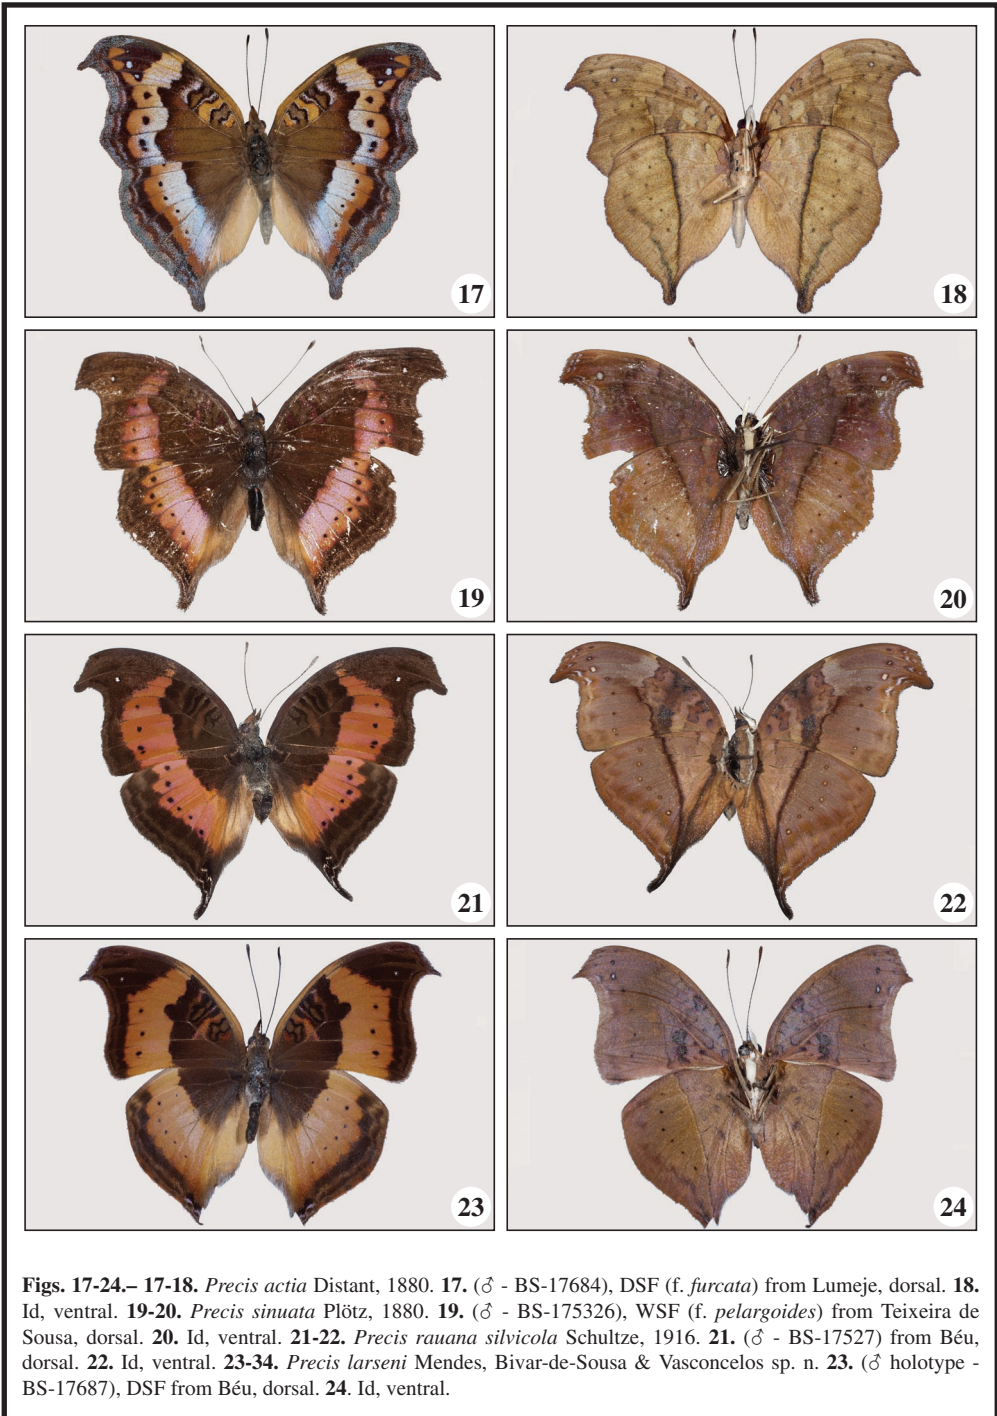 17
18
19
20
21
22
23
24
Figs. 17-24.– 17-18. Precis actia Distant, 1880. 17. (♂ - BS-17684), DSF (f. furcata) from Lumeje, dorsal. 18.
Id, ventral. 19-20. Precis sinuata Plötz, 1880. 19. (♂ - BS-175326), WSF (f. pelargoides) from Teixeira de
Sousa, dorsal. 20. Id, ventral. 21-22. Precis rauana silvicola Schultze, 1916. 21. (♂ - BS-17527) from Béu,
dorsal. 22. Id, ventral. 23-34. Precis larseni Mendes, Bivar-de-Sousa & Vasconcelos sp. n. 23. (♂ holotype -
BS-17687), DSF from Béu, dorsal. 24. Id, ventral.